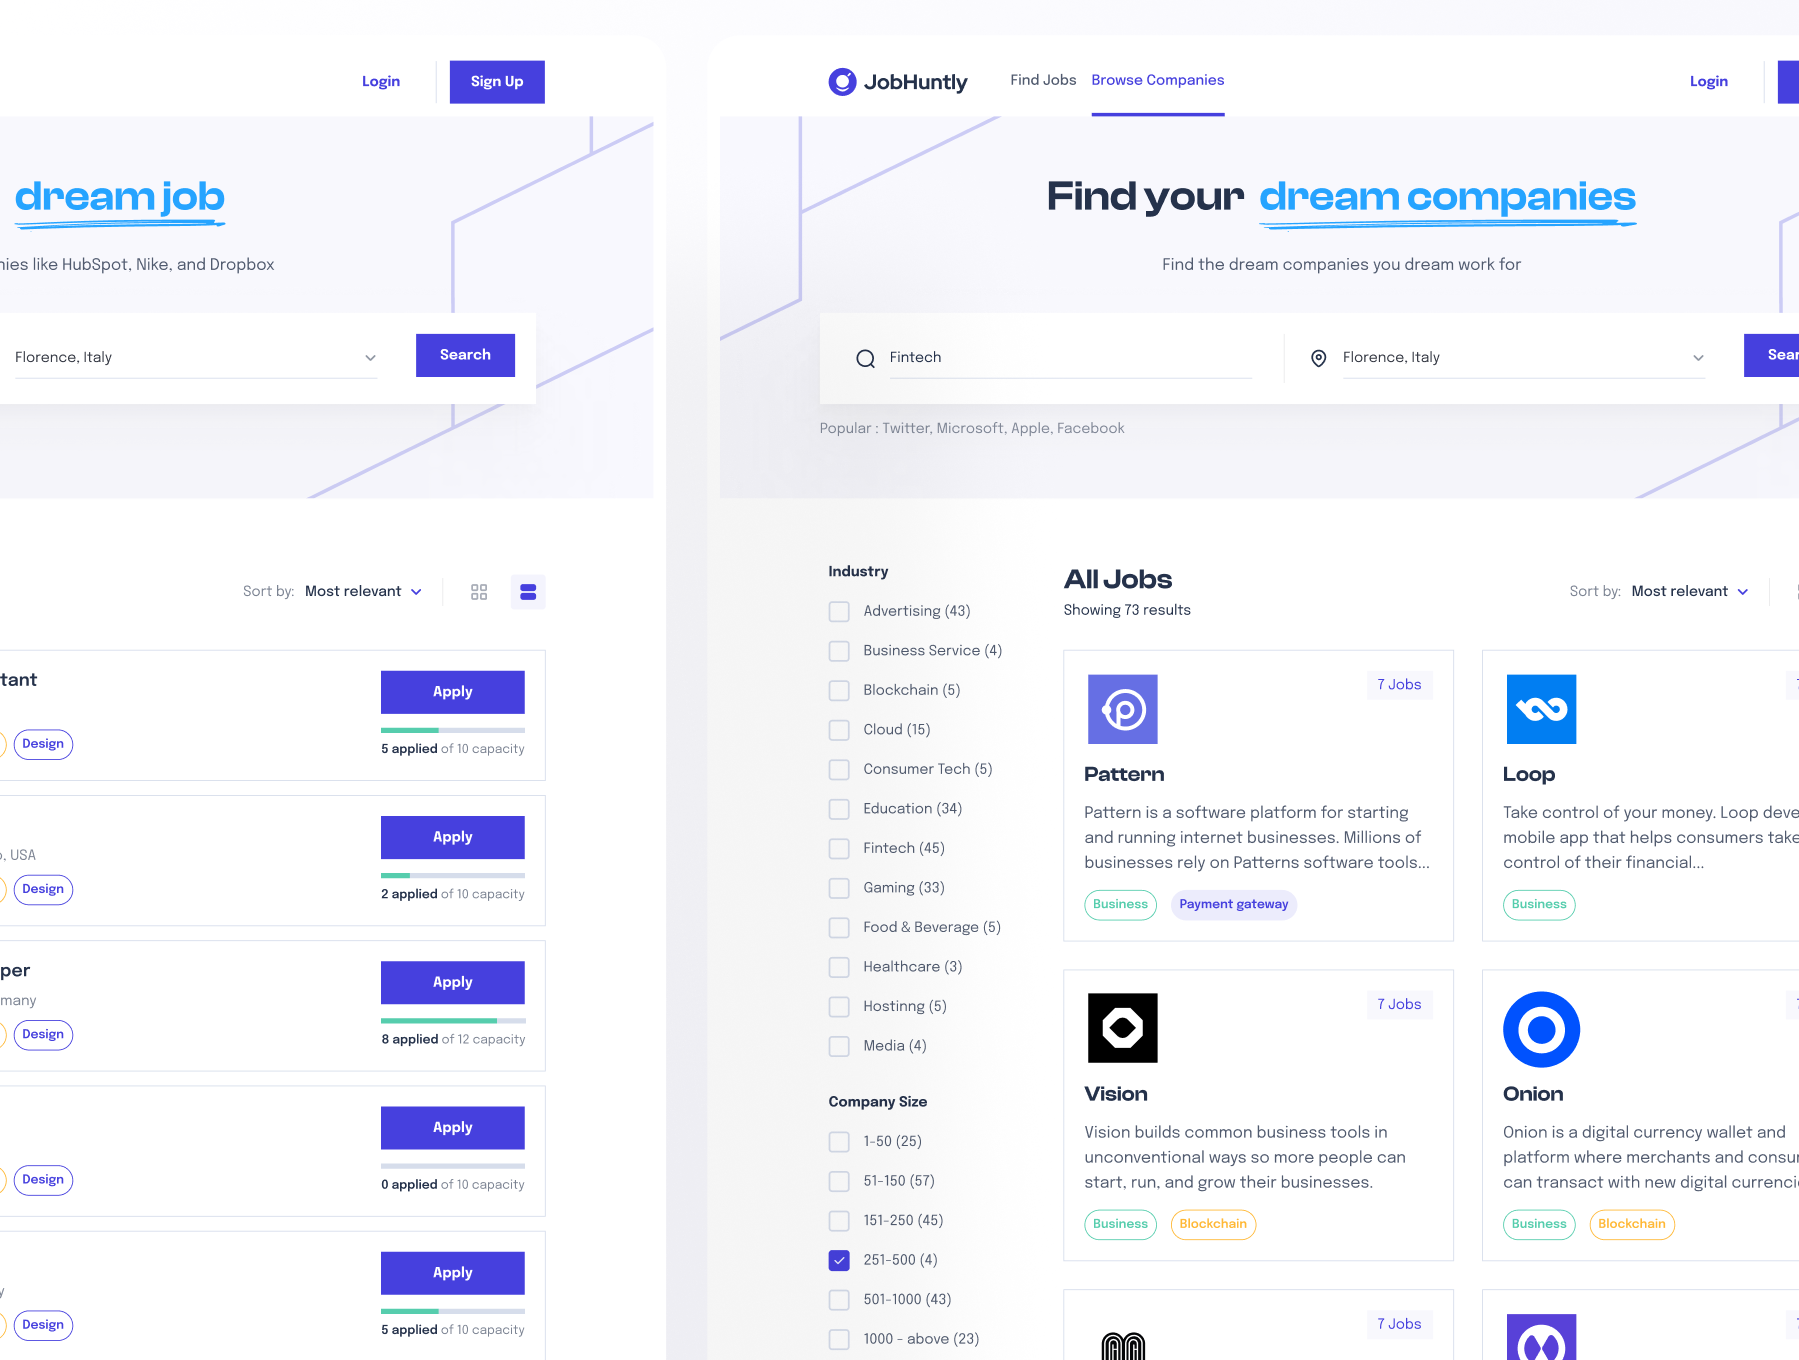 Login
Sign Up
dream job
nies like HubSpot, Nike, and Dropbox
Florence, Italy
Search
Sort by: Most relevant
tant
Apply
Design
5 applied of 10 capacity
Apply
, USA
Design
2 applied of 10 capacity
per
Apply
many
Design
8 applied of 12 capacity
Apply
Design
0 applied of 10 capacity
Apply
y
Design
5 applied of 10 capacity
JobHuntly
Find Jobs
Browse Companies
Login
Find your dream companies
Find the dream companies you dream work for
Fintech
Florence, Italy
Sear
Popular : Twitter, Microsoft, Apple, Facebook
Industry
Advertising (43)
Business Service (4)
Blockchain (5)
Cloud (15)
Consumer Tech (5)
Education (34)
Fintech (45)
Gaming (33)
Food & Beverage (5)
Healthcare (3)
Hostinng (5)
Media (4)
Company Size
1-50 (25)
51-150 (57)
151-250 (45)
251-500 (4)
501-1000 (43)
1000 - above (23)
All Jobs
Showing 73 results
Sort by: Most relevant
7 Jobs
Pattern
Pattern is a software platform for starting
and running internet businesses. Millions of
businesses rely on Patterns software tools...
Business
Payment gateway
7
Loop
Take control of your money. Loop deve
mobile app that helps consumers take
control of their financial...
Business
7 Jobs
Vision
Vision builds common business tools in
unconventional ways so more people can
start, run, and grow their businesses.
Business
Blockchain
7
Onion
Onion is a digital currency wallet and
platform where merchants and consu
can transact with new digital currenci
Business
Blockchain
7 Jobs
7